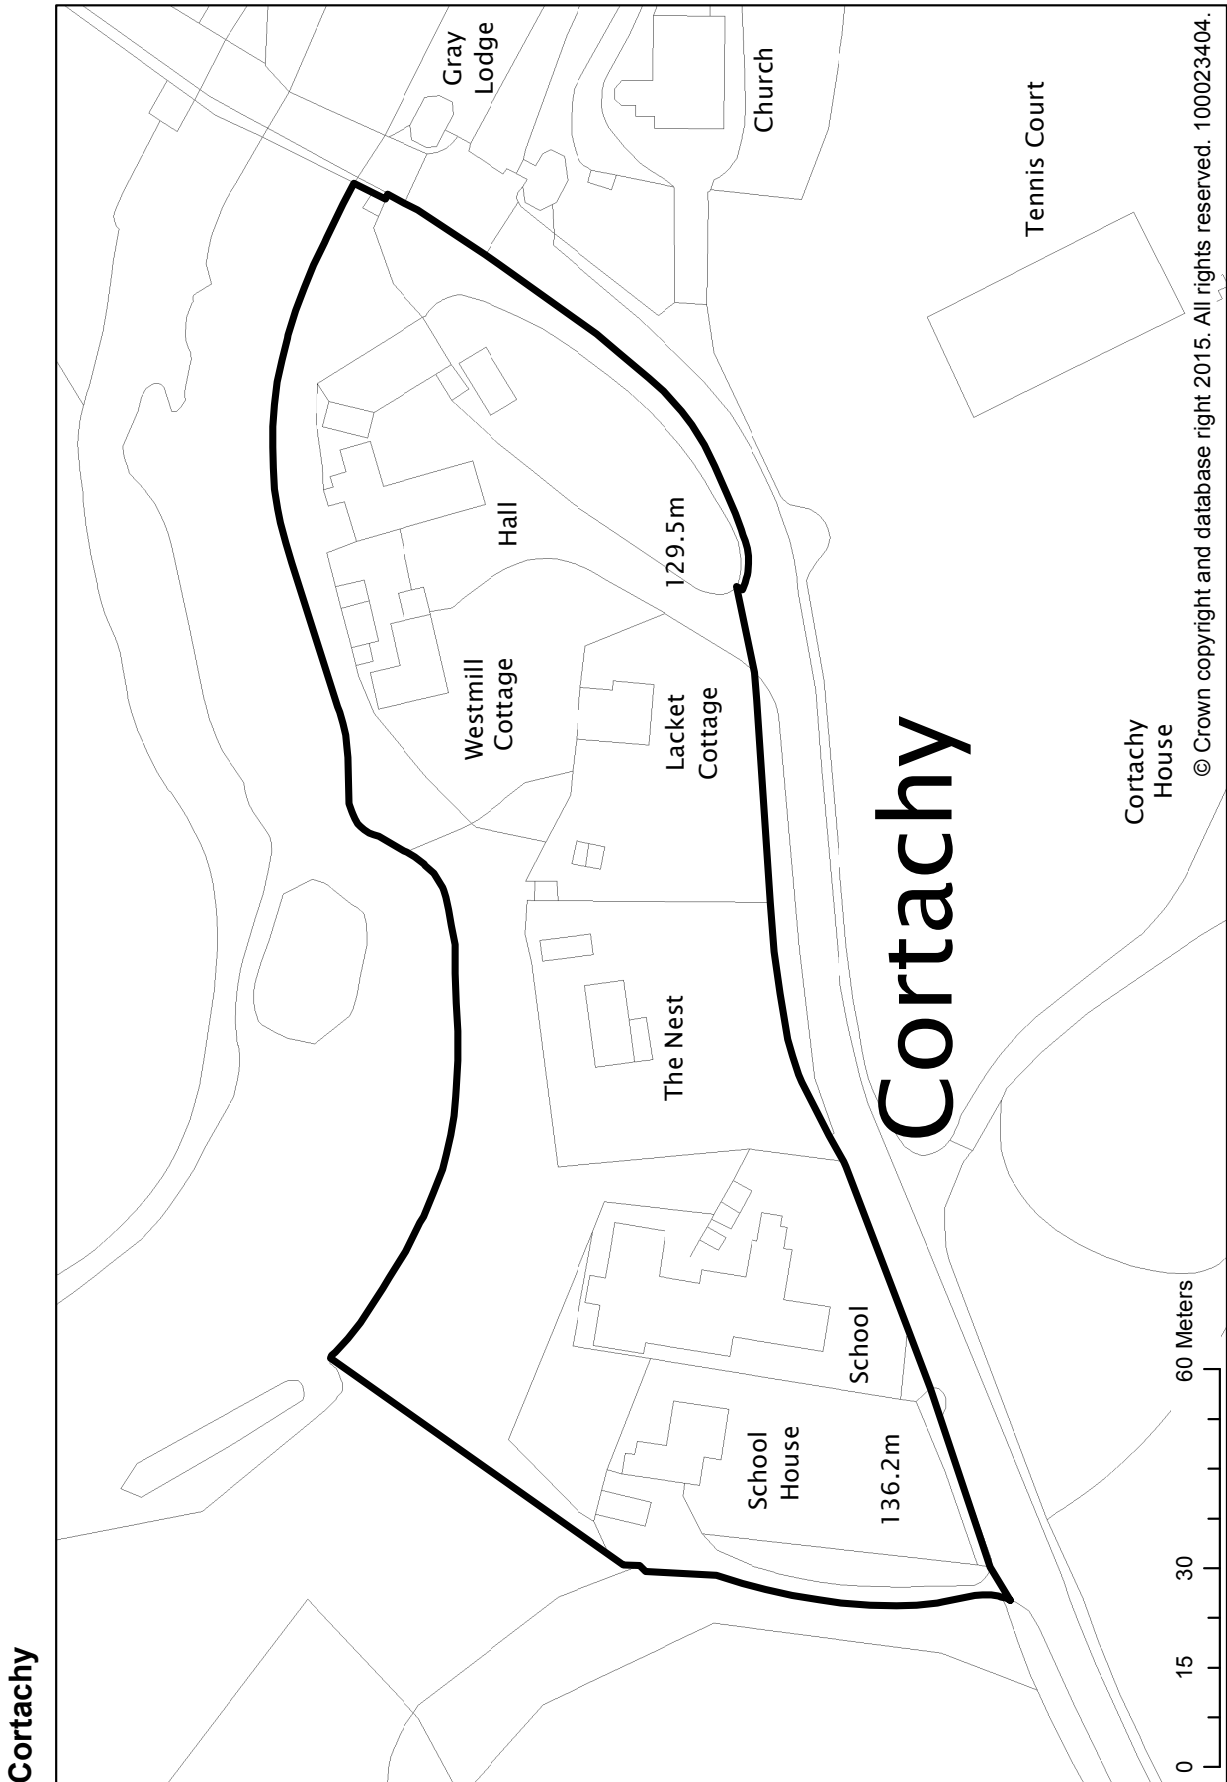 Cortachy
Gray
Lodge
Church
Tennis Court
Hall
129.5m
Westmill
Cottage
Lacket
Cottage
The Nest
Cortachy
Cortachy
House
School
School
House
136.2m
0 15 30 60 Meters
© Crown copyright and database right 2015. All rights reserved. 100023404.